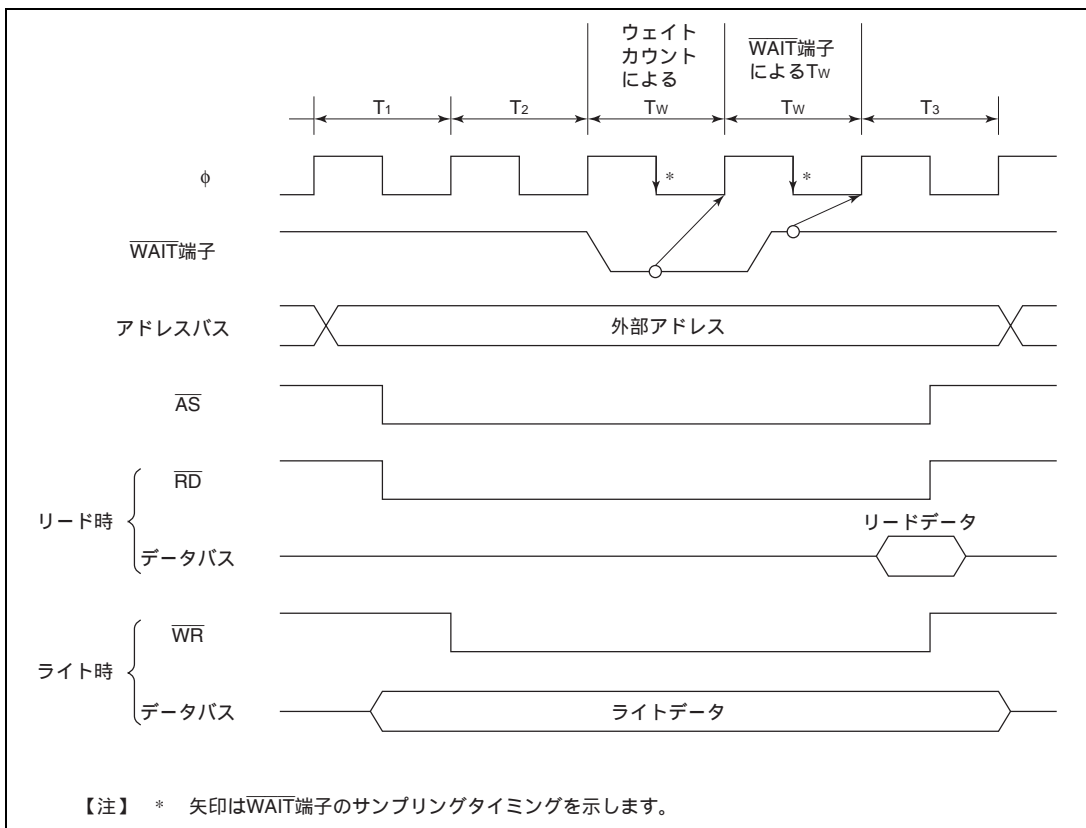 ウェイト
カウント
による
WAIT端子
によるTW
T1 T2 TW TW T3
φ * *
WAIT端子
アドレスバス 外部アドレス
AS
リード時 RD
データバス リードデータ
ライト時 WR
データバス ライトデータ
【注】 * 矢印はWAIT端子のサンプリングタイミングを示します。